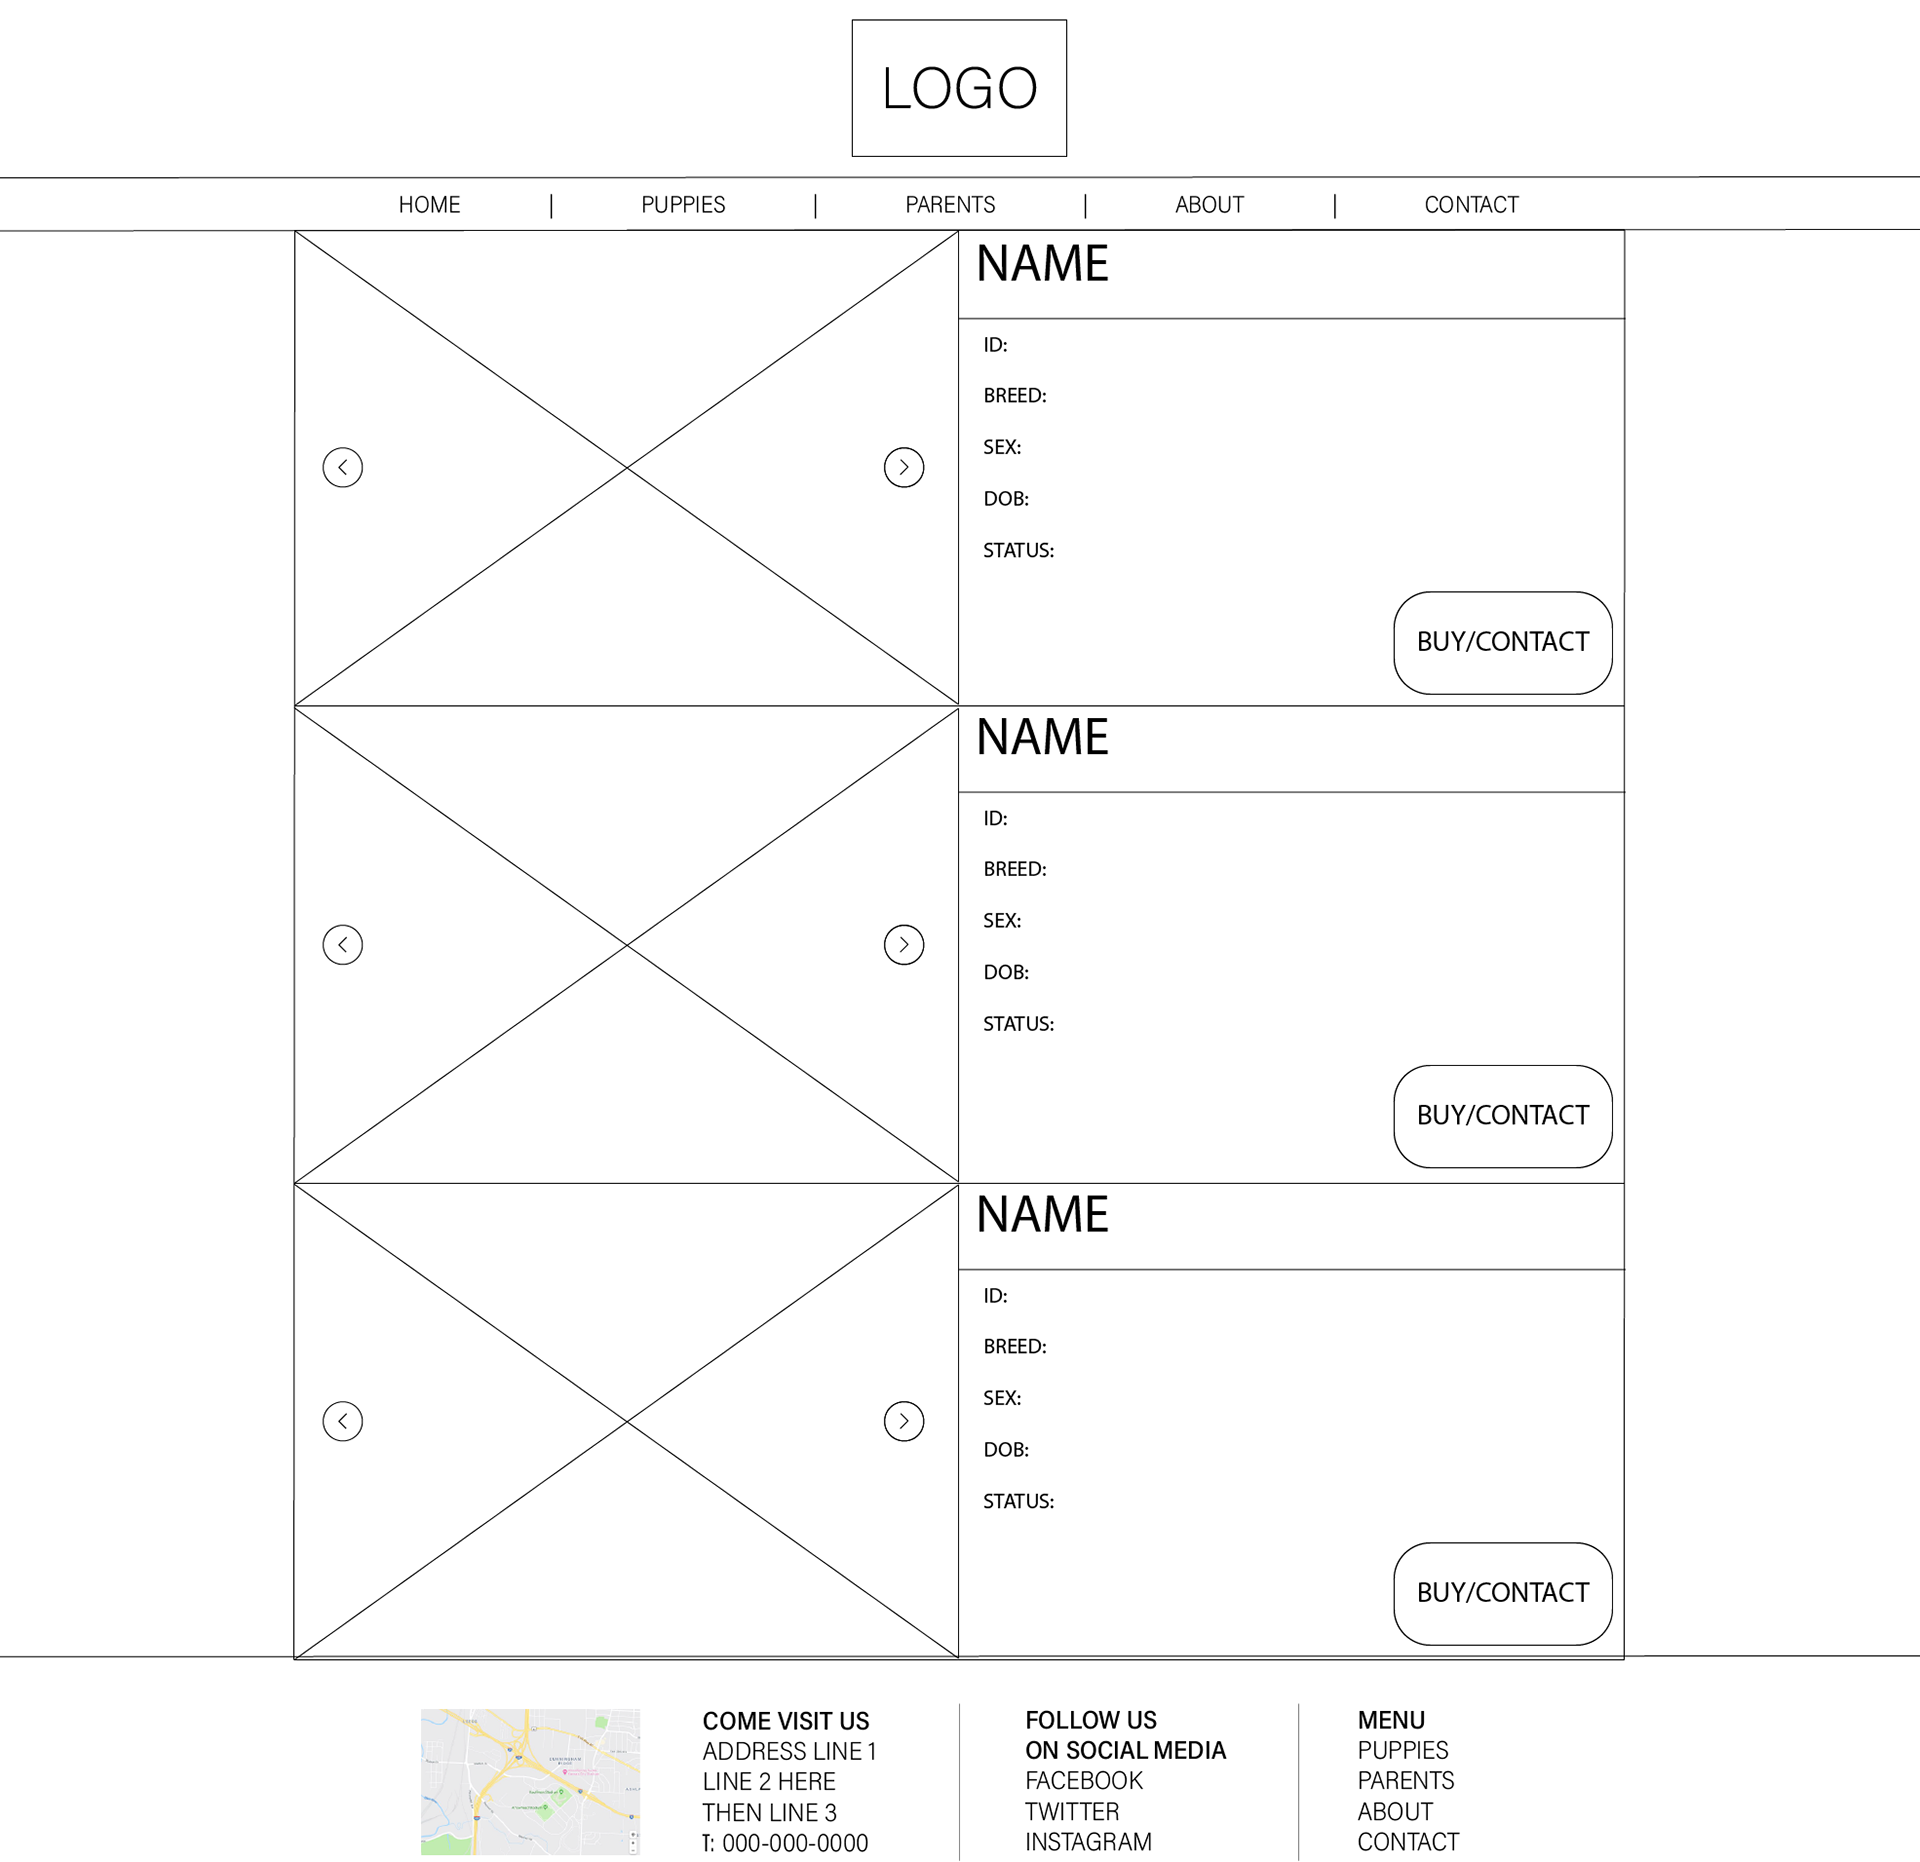 LOGO
HOME | PUPPIES | PARENTS | ABOUT | CONTACT
NAME
ID:
BREED:
SEX:
DOB:
STATUS:
BUY/CONTACT
NAME
ID:
BREED:
SEX:
DOB:
STATUS:
BUY/CONTACT
NAME
ID:
BREED:
SEX:
DOB:
STATUS:
BUY/CONTACT
COME VISIT US
ADDRESS LINE 1
LINE 2 HERE
THEN LINE 3
T: 000-000-0000
FOLLOW US
ON SOCIAL MEDIA
FACEBOOK
TWITTER
INSTAGRAM
MENU
PUPPIES
PARENTS
ABOUT
CONTACT